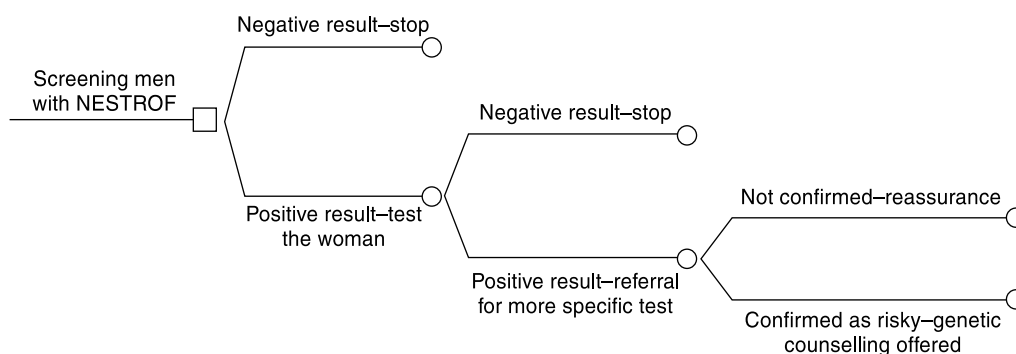 Negative result–stop
Screening men
with NESTROF
Negative result–stop
Positive result–test
the woman
Not confirmed–reassurance
Positive result–referral
for more specific test
Confirmed as risky–genetic
counselling offered